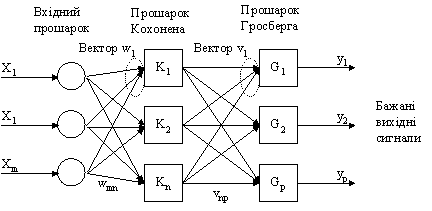 Вхідний
прошарок
Прошарок
Кохонена
Прошарок
Гросберга
Вектор w1
Вектор v1
X1
K1
G1
y1
X1
K2
G2
y2
Бажані
вихідні
сигнали
Xm
wmn
Kn
vnp
Gp
yp